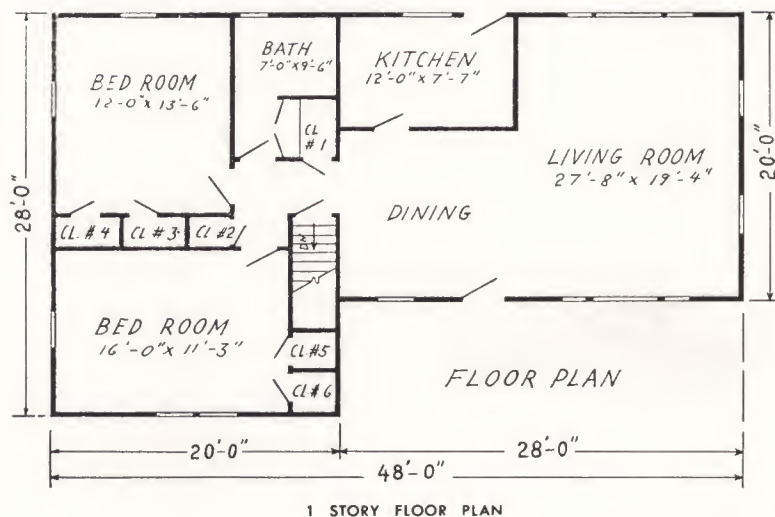 BATH
7'-0"x9'-6"
KITCHEN
12'-0"x 7'-7"
BED ROOM
12-0"x 13'-6"
CL
# 1
LIVING ROOM
27'-8" x 19'-4"
20'-0"
28'-0"
DINING
CL. # 4
CL. # 3
CL #2
DN
BED ROOM
16'-0"x 11'-3"
CL #5
CL #6
FLOOR PLAN
20'-0"
28'-0"
48'-0"
1 STORY FLOOR PLAN